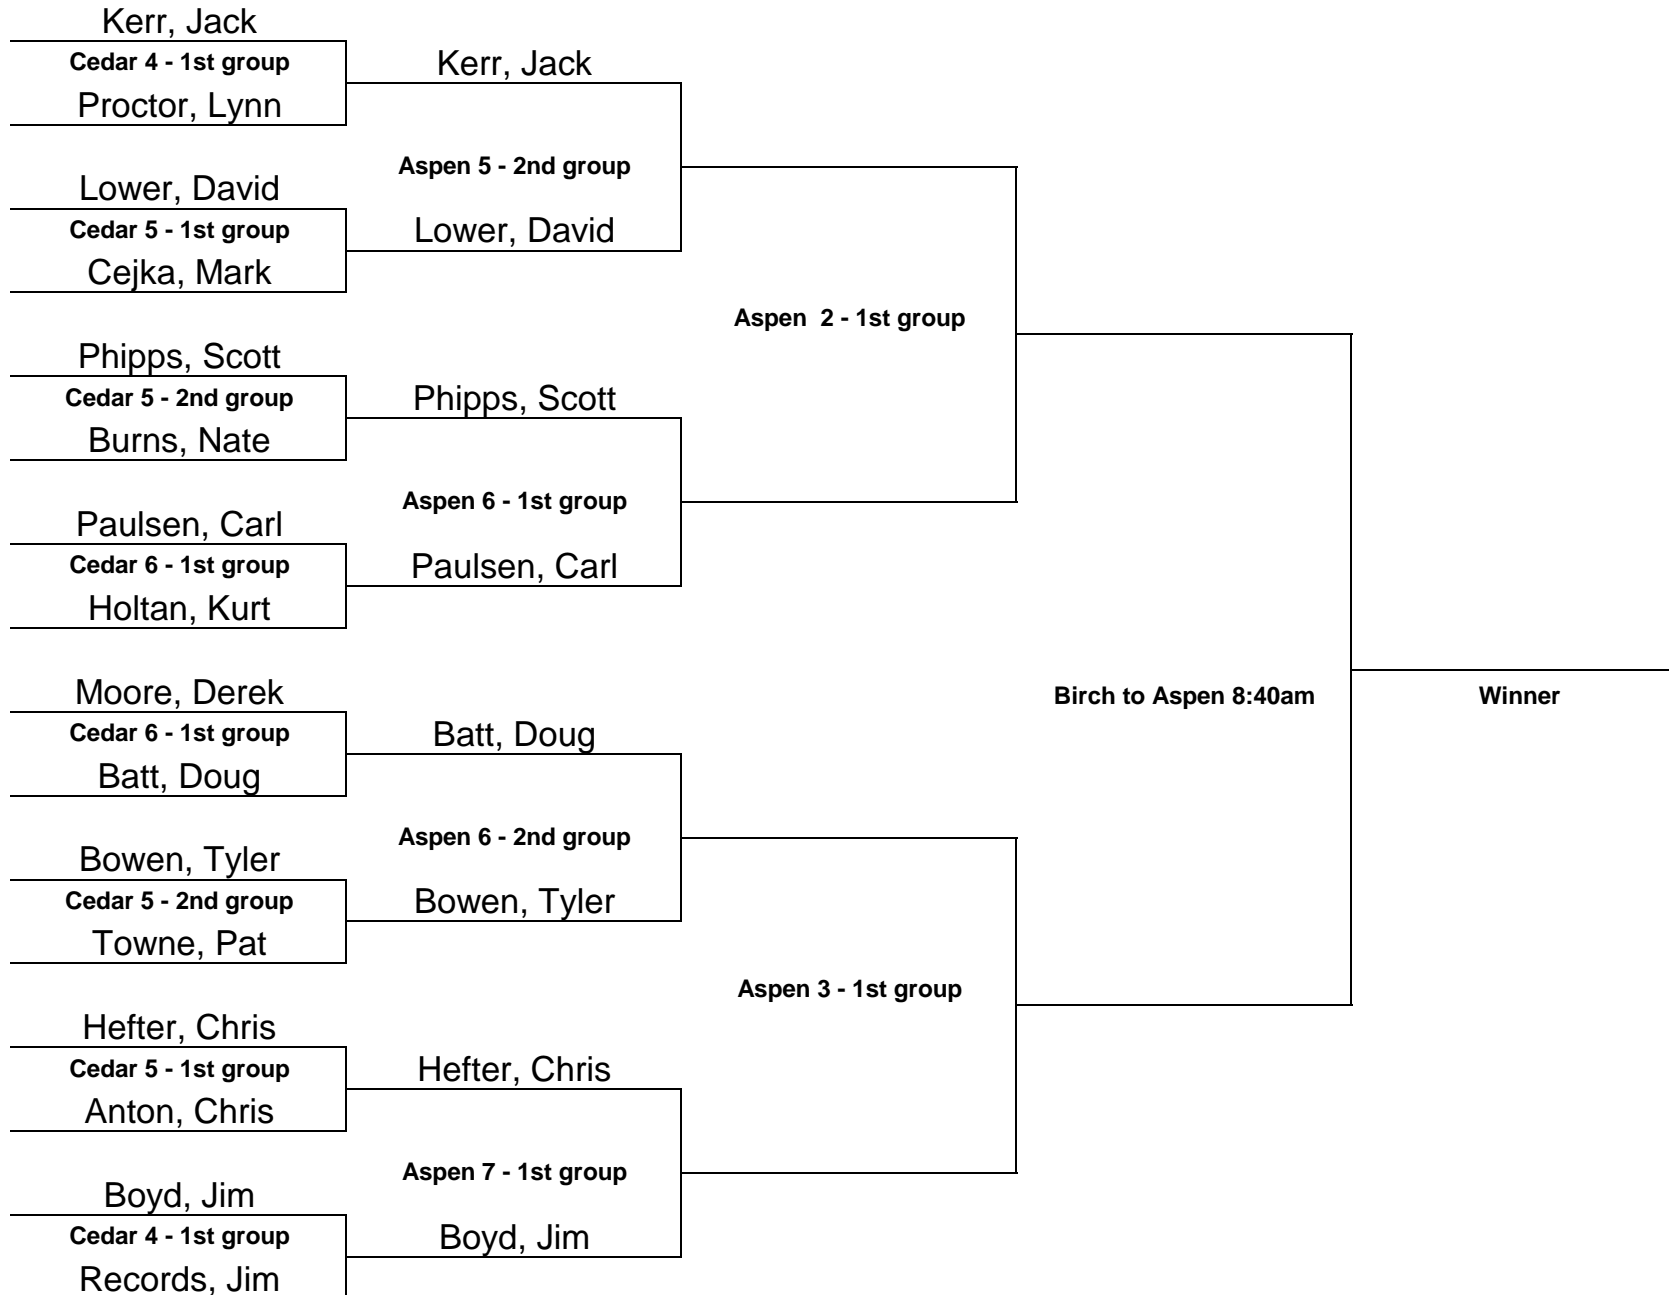 Kerr, Jack
Cedar 4 - 1st group
Proctor, Lynn
Lower, David
Cedar 5 - 1st group
Cejka, Mark
Phipps, Scott
Cedar 5 - 2nd group
Burns, Nate
Paulsen, Carl
Cedar 6 - 1st group
Holtan, Kurt
Moore, Derek
Cedar 6 - 1st group
Batt, Doug
Bowen, Tyler
Cedar 5 - 2nd group
Towne, Pat
Hefter, Chris
Cedar 5 - 1st group
Anton, Chris
Boyd, Jim
Cedar 4 - 1st group
Records, Jim
Kerr, Jack
Aspen 5 - 2nd group
Lower, David
Phipps, Scott
Aspen 6 - 1st group
Paulsen, Carl
Batt, Doug
Aspen 6 - 2nd group
Bowen, Tyler
Hefter, Chris
Aspen 7 - 1st group
Boyd, Jim
Aspen  2 - 1st group
Aspen 3 - 1st group
Birch to Aspen 8:40am
Winner